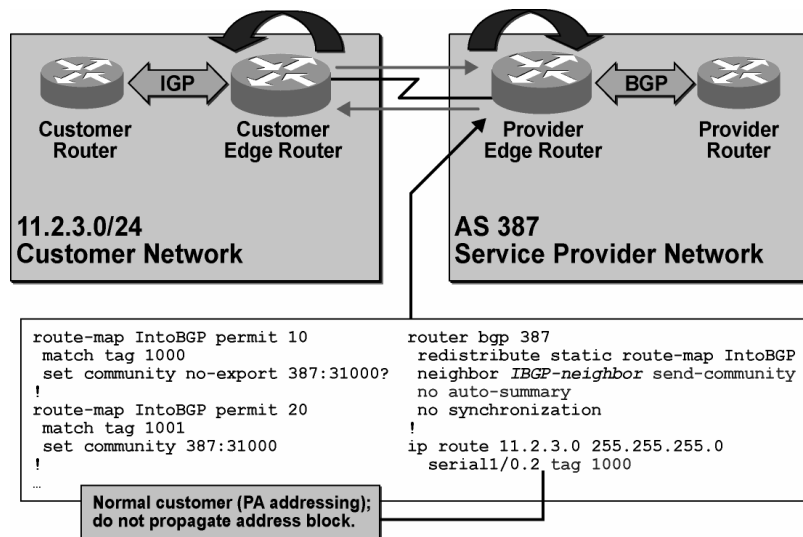 IGP
BGP
Customer
Router
Customer
Edge Router
Provider
Edge Router
Provider
Router
11.2.3.0/24
Customer Network
AS 387
Service Provider Network
route-map IntoBGP permit 10
match tag 1000
set community no-export 387:31000?
!
route-map IntoBGP permit 20
match tag 1001
set community 387:31000
!
…
router bgp 387
redistribute static route-map IntoBGP
neighbor IBGP-neighbor send-community
no auto-summary
no synchronization
!
ip route 11.2.3.0 255.255.255.0
serial1/0.2 tag 1000
Normal customer (PA addressing);
do not propagate address block.